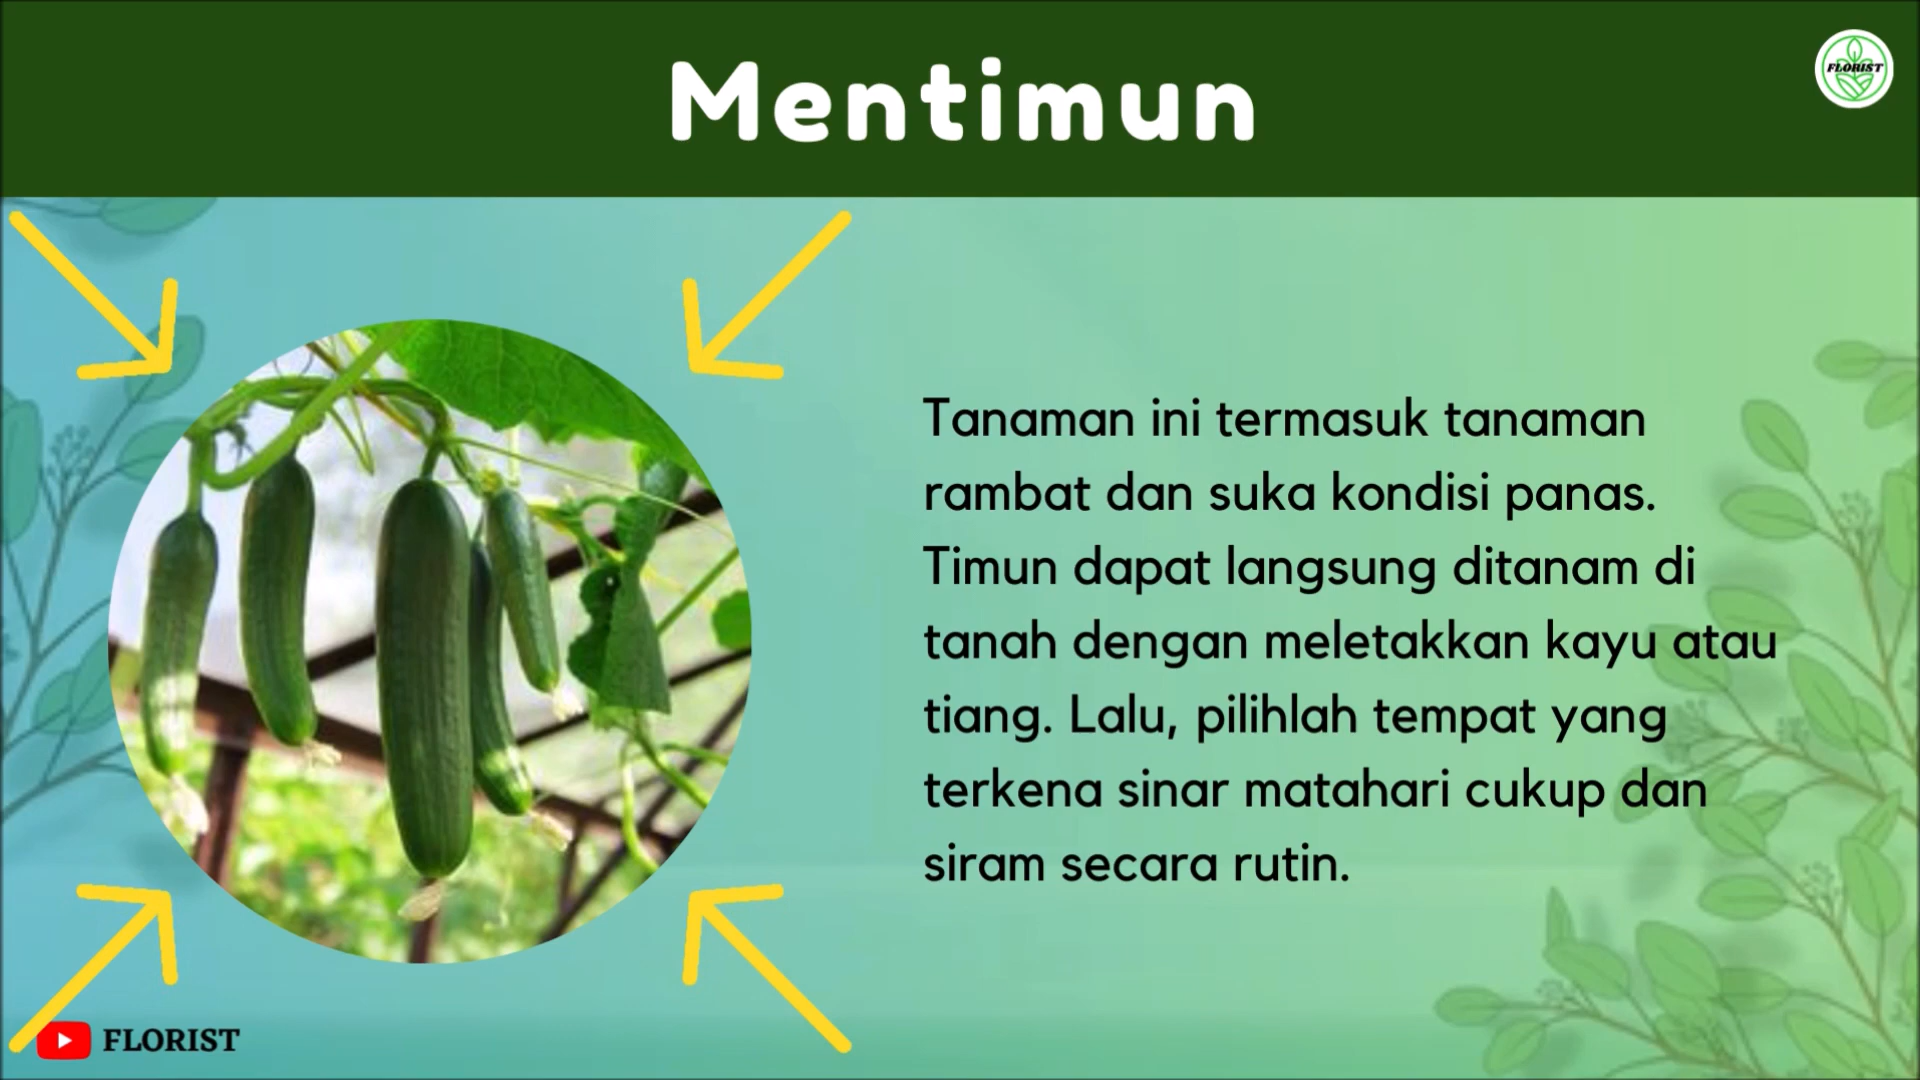 Mentimun
FLORIST
Tanaman ini termasuk tanaman
rambat dan suka kondisi panas.
Timun dapat langsung ditanam di
tanah dengan meletakkan kayu atau
tiang. Lalu, pilihlah tempat yang
terkena sinar matahari cukup dan
siram secara rutin.
FLORIST